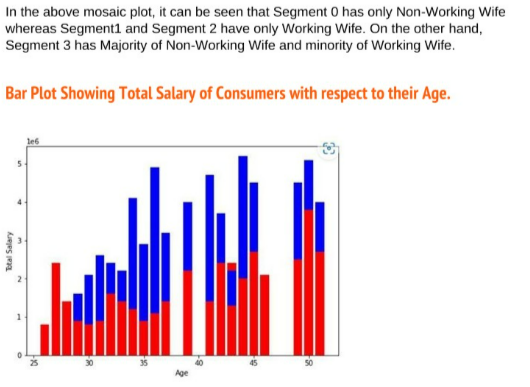 In the above mosaic plot, it can be seen that Segment 0 has only Non-Working Wife
whereas Segment1 and Segment 2 have only Working Wife. On the other hand,
Segment 3 has Majority of Non-Working Wife and minority of Working Wife.
Bar Plot Showing Total Salary of Consumers with respect to their Age.
1e6
5
4
3
2
1
0
Total Salary
25 30 35 40 45 50
Age